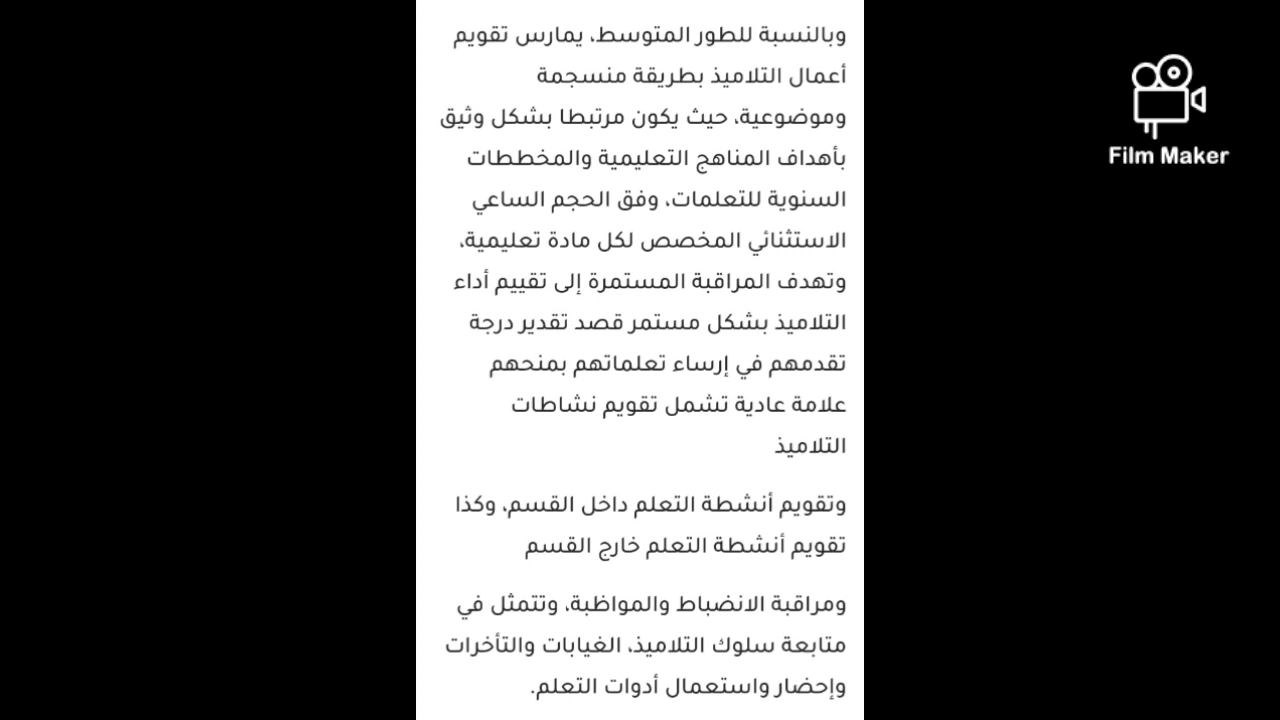 وبالنسبة للطور المتوسط، يمارس تقويم
أعمال التلاميذ بطريقة منسجمة
وموضوعية، حيث يكون مرتبطا بشكل وثيق
بأهداف المناهج التعليمية والمخططات
السنوية للتعلمات، وفق الحجم الساعي
الاستثنائي المخصص لكل مادة تعليمية،
وتهدف المراقبة المستمرة إلى تقييم أداء
التلاميذ بشكل مستمر قصد تقدير درجة
تقدمهم في إرساء تعلماتهم بمنحهم
علامة عادية تشمل تقويم نشاطات
التلاميذ
وتقويم أنشطة التعلم داخل القسم، وكذا
تقويم أنشطة التعلم خارج القسم
ومراقبة الانضباط والمواظبة، وتتمثل في
متابعة سلوك التلاميذ، الغيابات والتأخرات
وإحضار واستعمال أدوات التعلم.
Film Maker